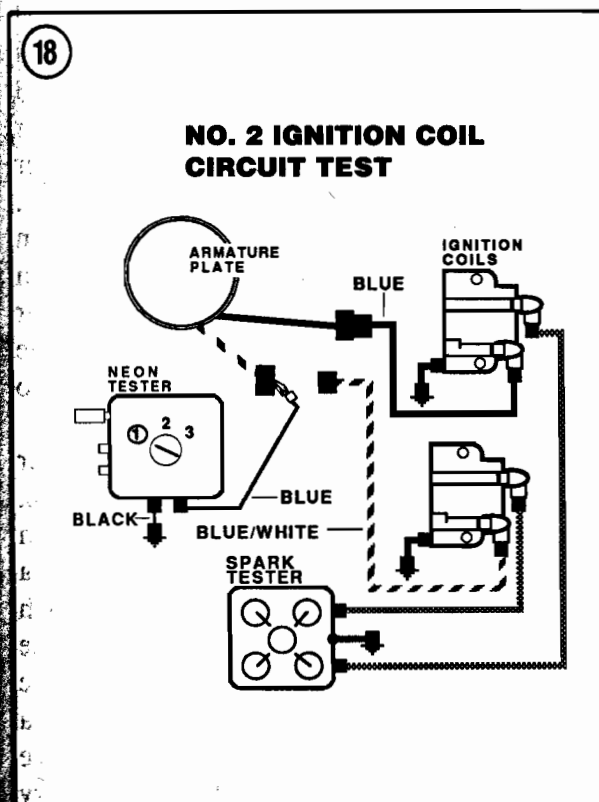 18
NO. 2 IGNITION COIL
CIRCUIT TEST
ARMATURE
PLATE
IGNITION
COILS
BLUE
NEON
TESTER
1 2 3
BLUE
BLACK
BLUE/WHITE
SPARK
TESTER